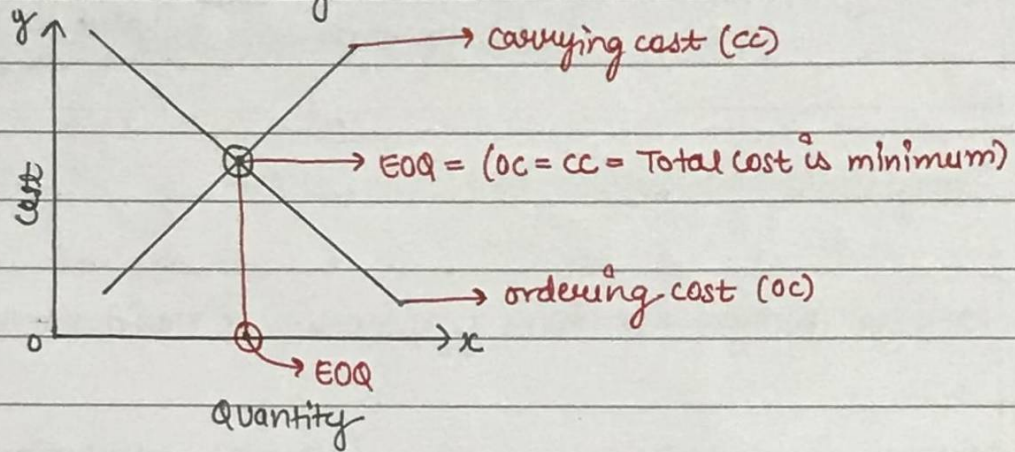 y
carrying cost (CC)
EOQ = (OC = CC = Total cost is minimum)
cost
ordering cost (OC)
0
x
EOQ
Quantity